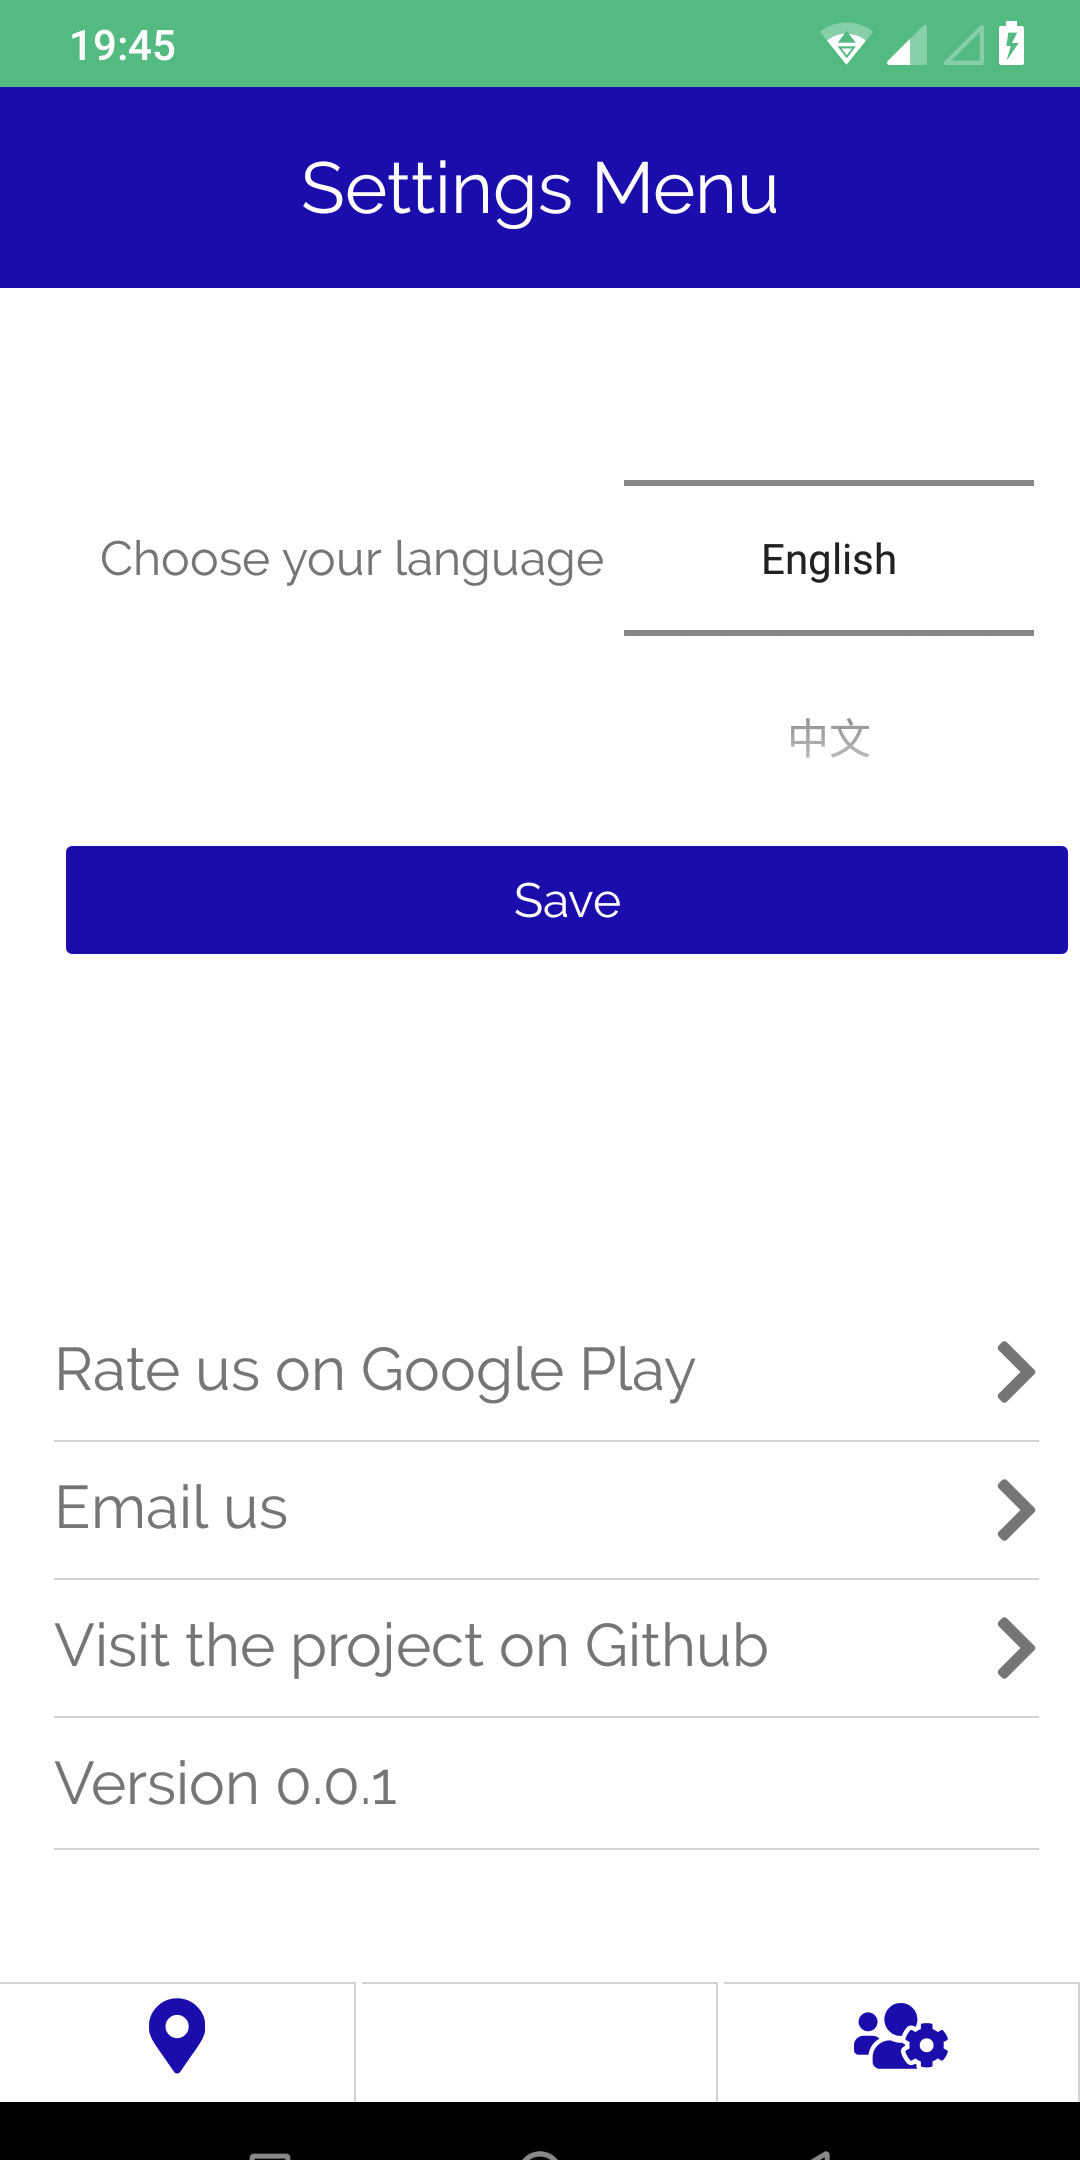 19:45
Settings Menu
Choose your language
English
中文
Save
Rate us on Google Play
Email us
Visit the project on Github
Version 0.0.1